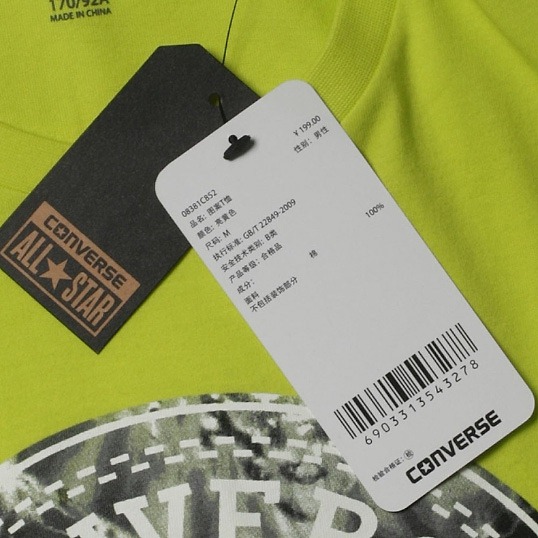 170/92A
MADE IN CHINA
¥ 199.00
性别: 男性
08381C852
品名: 图案T恤
颜色: 亮黄色
尺码: M
执行标准: GB/T 22849-2009
安全技术类别: B类
产品等级: 合格品
成分:
面料 棉 100%
不包括装饰部分
6903313543278
检验合格证: 检
CONVERSE
CONVERSE
ALL STAR